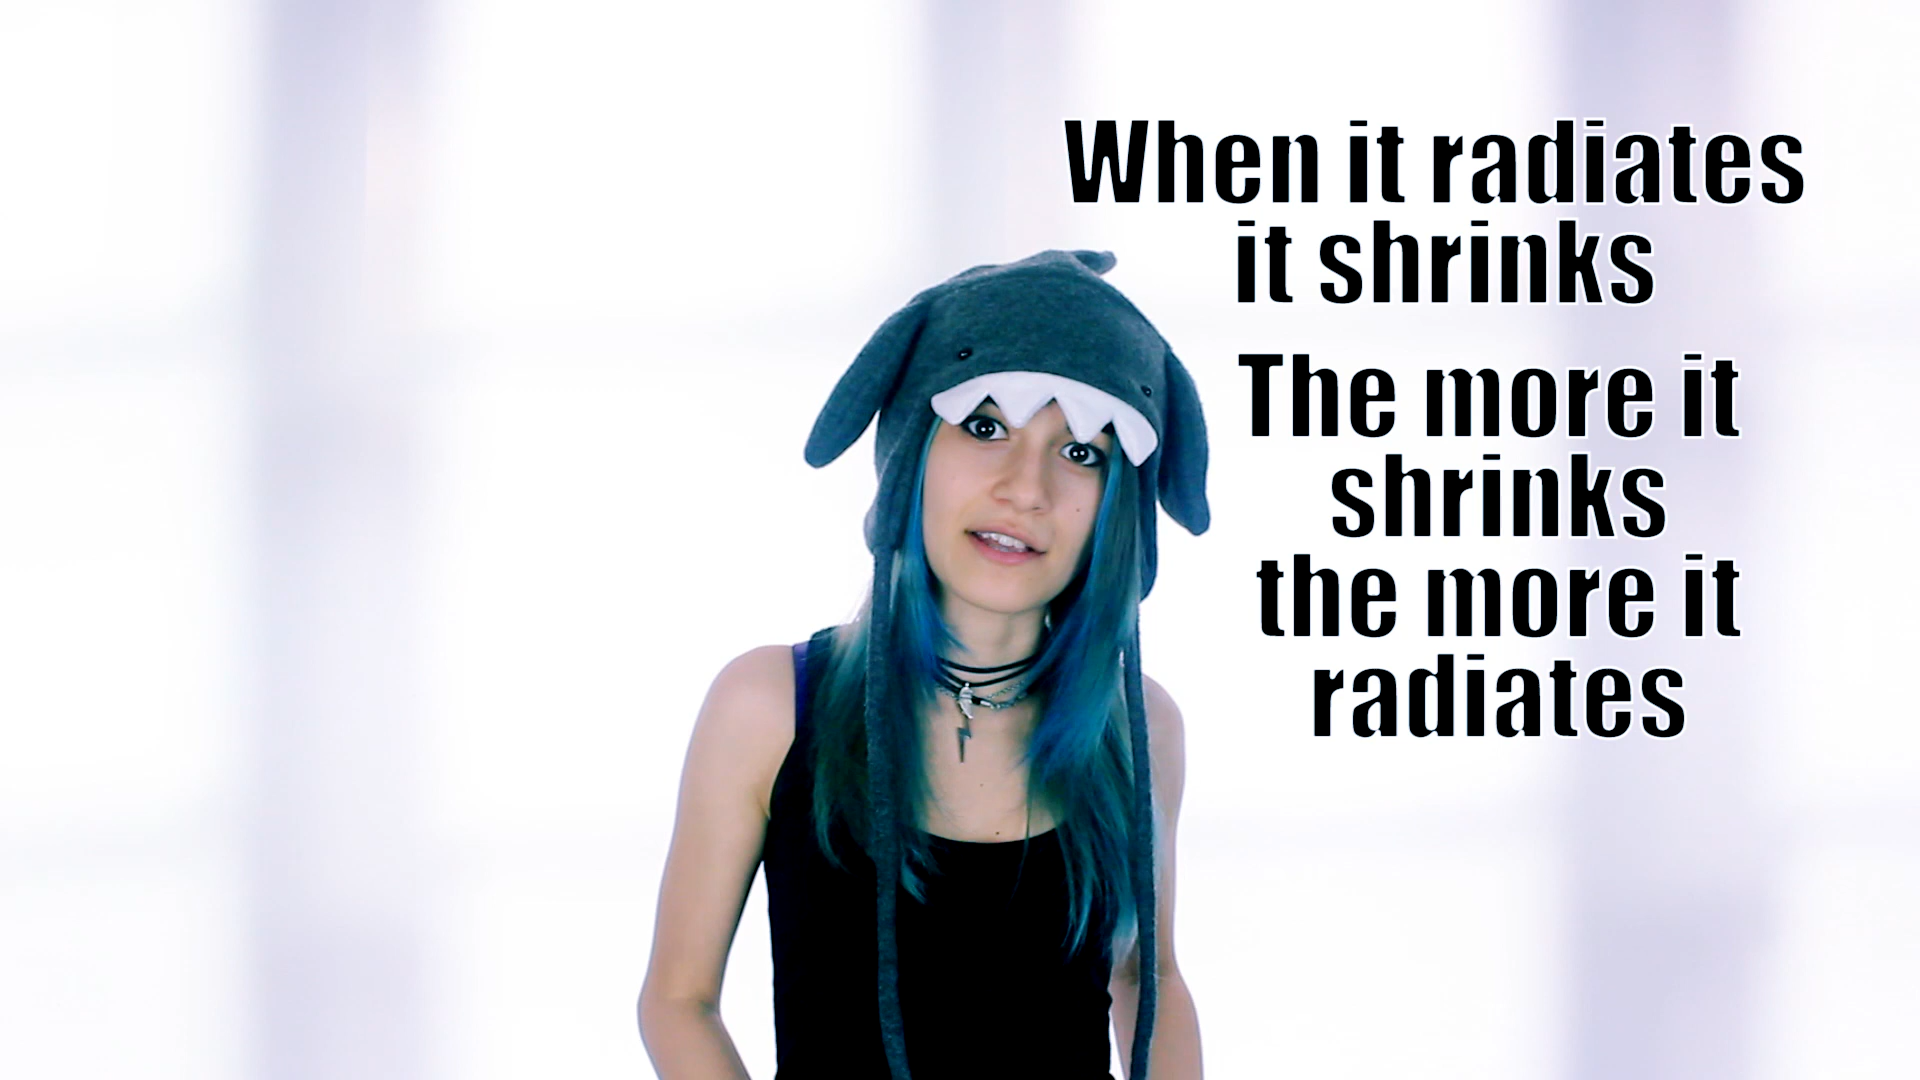 When it radiates
it shrinks
The more it
shrinks
the more it
radiates